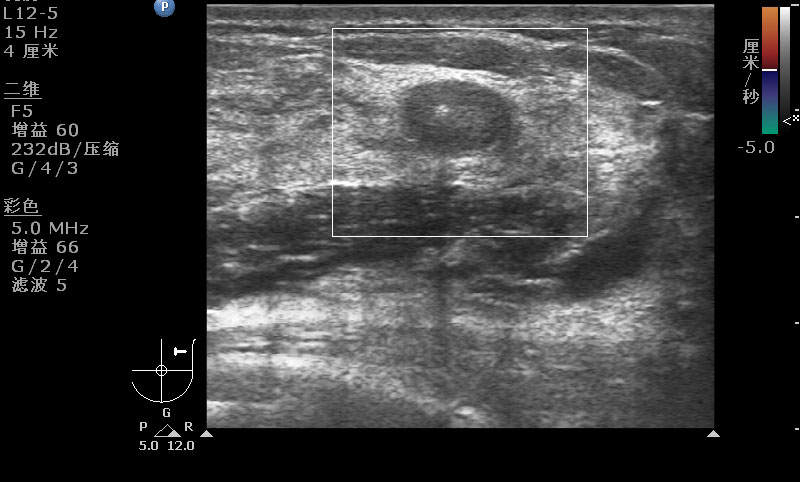 L12-5
15 Hz
4 厘米
二维
F5
增益 60
232dB/压缩
G/4/3
彩色
5.0 MHz
增益 66
G/2/4
滤波 5
P
厘米/秒
-5.0
G
P R
5.0 12.0